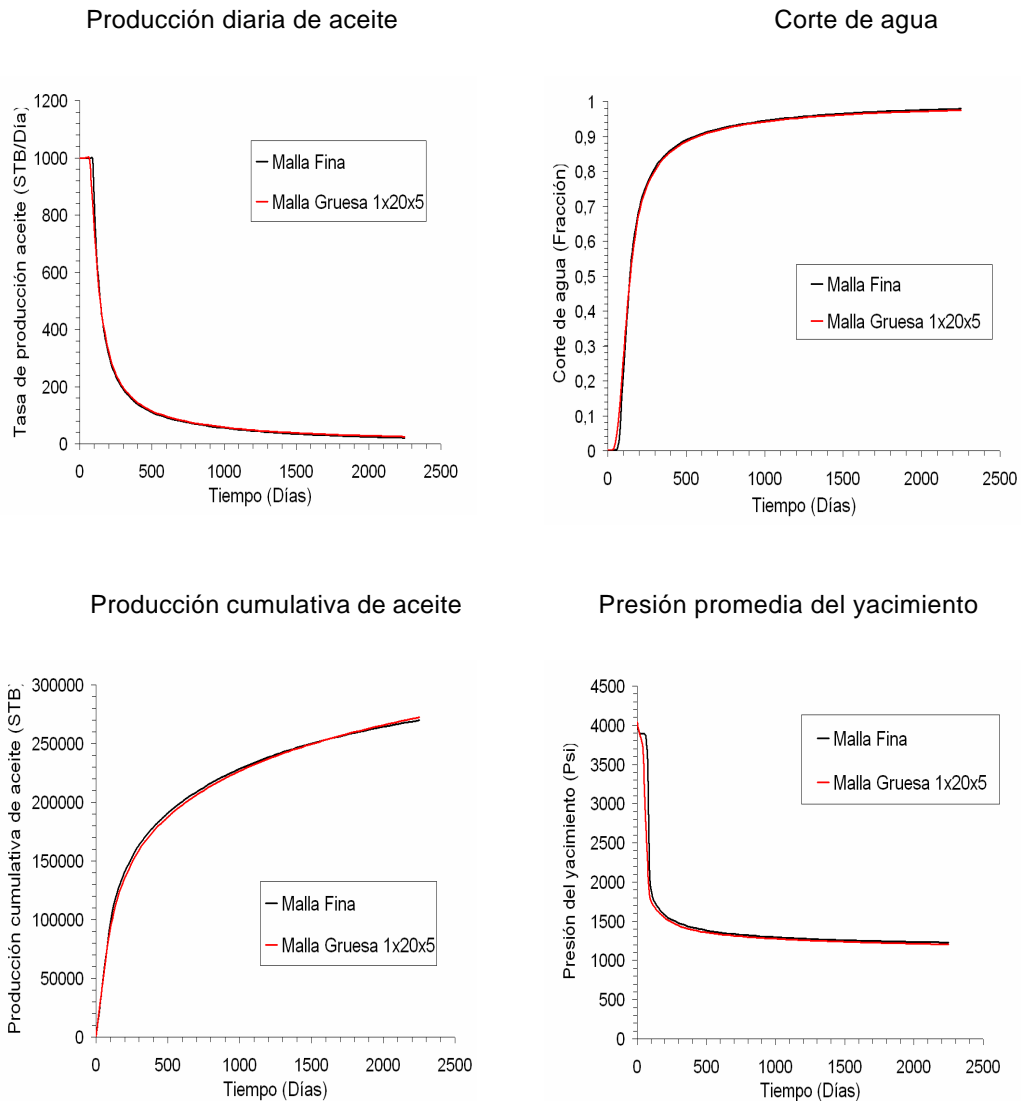 Producción diaria de aceite
Corte de agua
Tasa de producción aceite (STB/Día)
1200
1000
800
600
400
200
0
0 500 1000 1500 2000 2500
Tiempo (Días)
Malla Fina
Malla Gruesa 1x20x5
Corte de agua (Fracción)
1
0,9
0,8
0,7
0,6
0,5
0,4
0,3
0,2
0,1
0
0 500 1000 1500 2000 2500
Tiempo (Días)
Malla Fina
Malla Gruesa 1x20x5
Producción cumulativa de aceite
Presión promedia del yacimiento
Producción cumulativa de aceite (STB)
300000
250000
200000
150000
100000
50000
0
0 500 1000 1500 2000 2500
Tiempo (Días)
Malla Fina
Malla Gruesa 1x20x5
Presión del yacimiento (Psi)
4500
4000
3500
3000
2500
2000
1500
1000
500
0
0 500 1000 1500 2000 2500
Tiempo (Días)
Malla Fina
Malla Gruesa 1x20x5